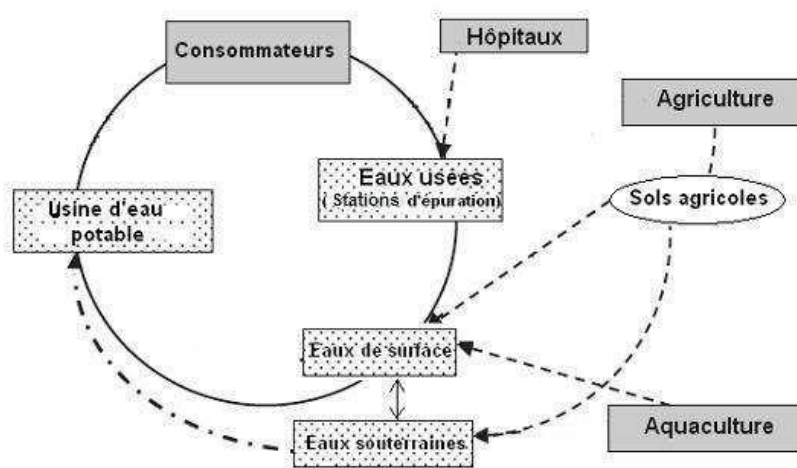 Consommateurs
Hôpitaux
Agriculture
Eaux usées
( Stations d'épuration)
Sols agricoles
Usine d'eau
potable
Eaux de surface
Eaux souterraines
Aquaculture